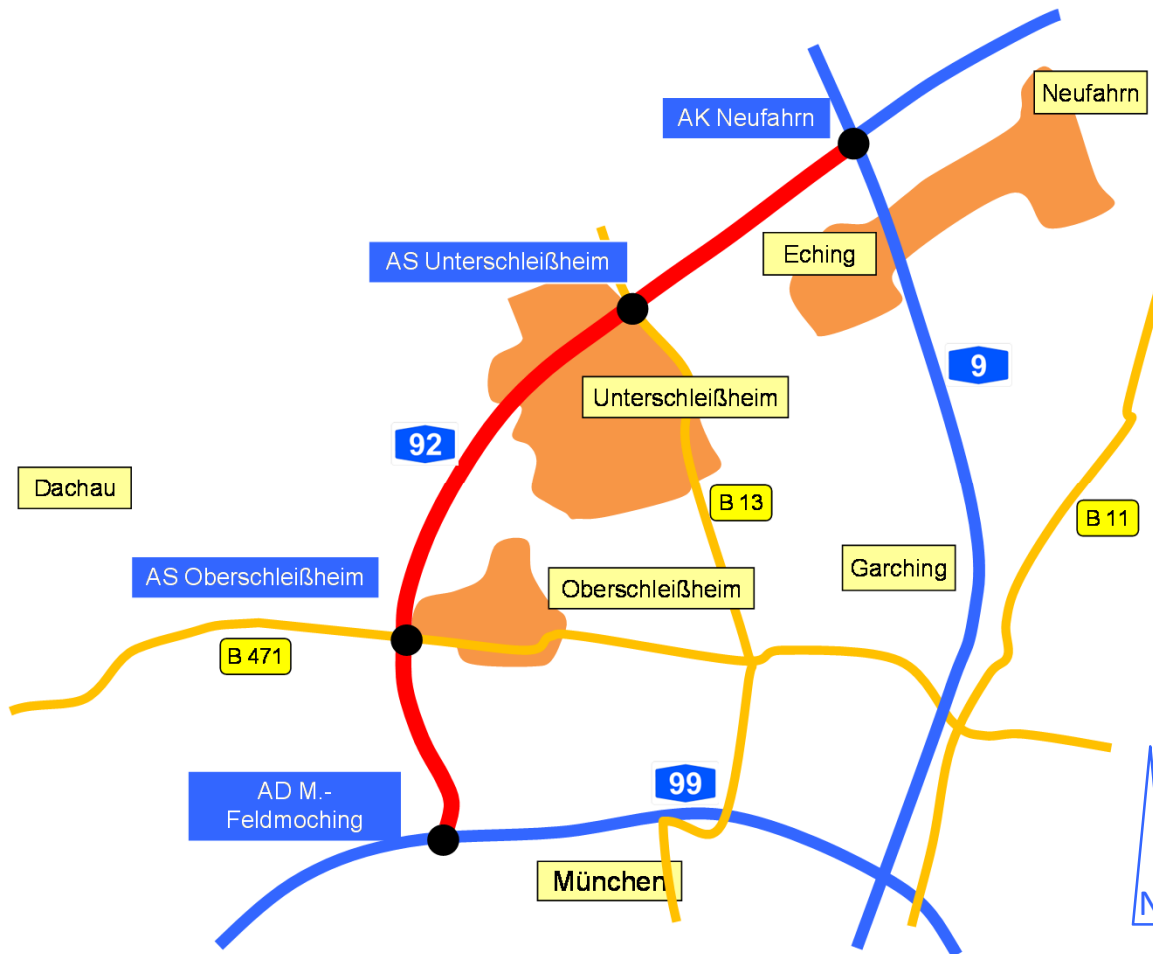 Neufahrn
AK Neufahrn
AS Unterschleißheim
Eching
9
Unterschleißheim
92
Dachau
B 13
B 11
AS Oberschleißheim
Oberschleißheim
Garching
B 471
99
AD M.-
Feldmoching
München
N